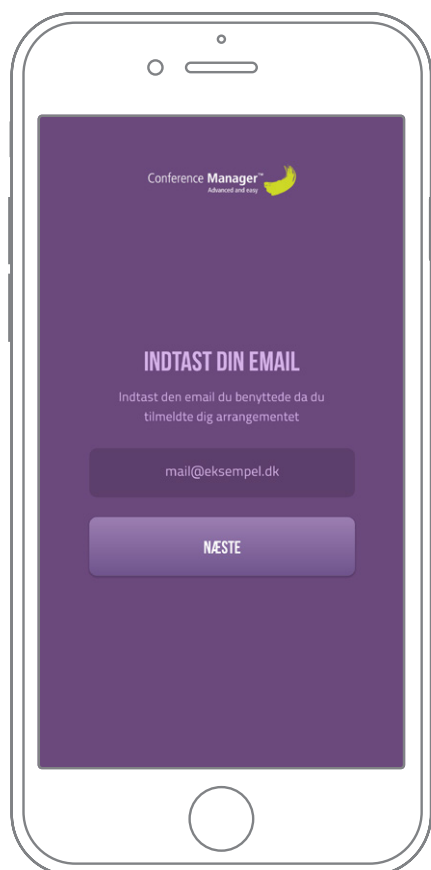 Conference Manager™
Advanced and easy
INDTAST DIN EMAIL
Indtast den email du benyttede da du
tilmeldte dig arrangementet
mail@eksempel.dk
NÆSTE